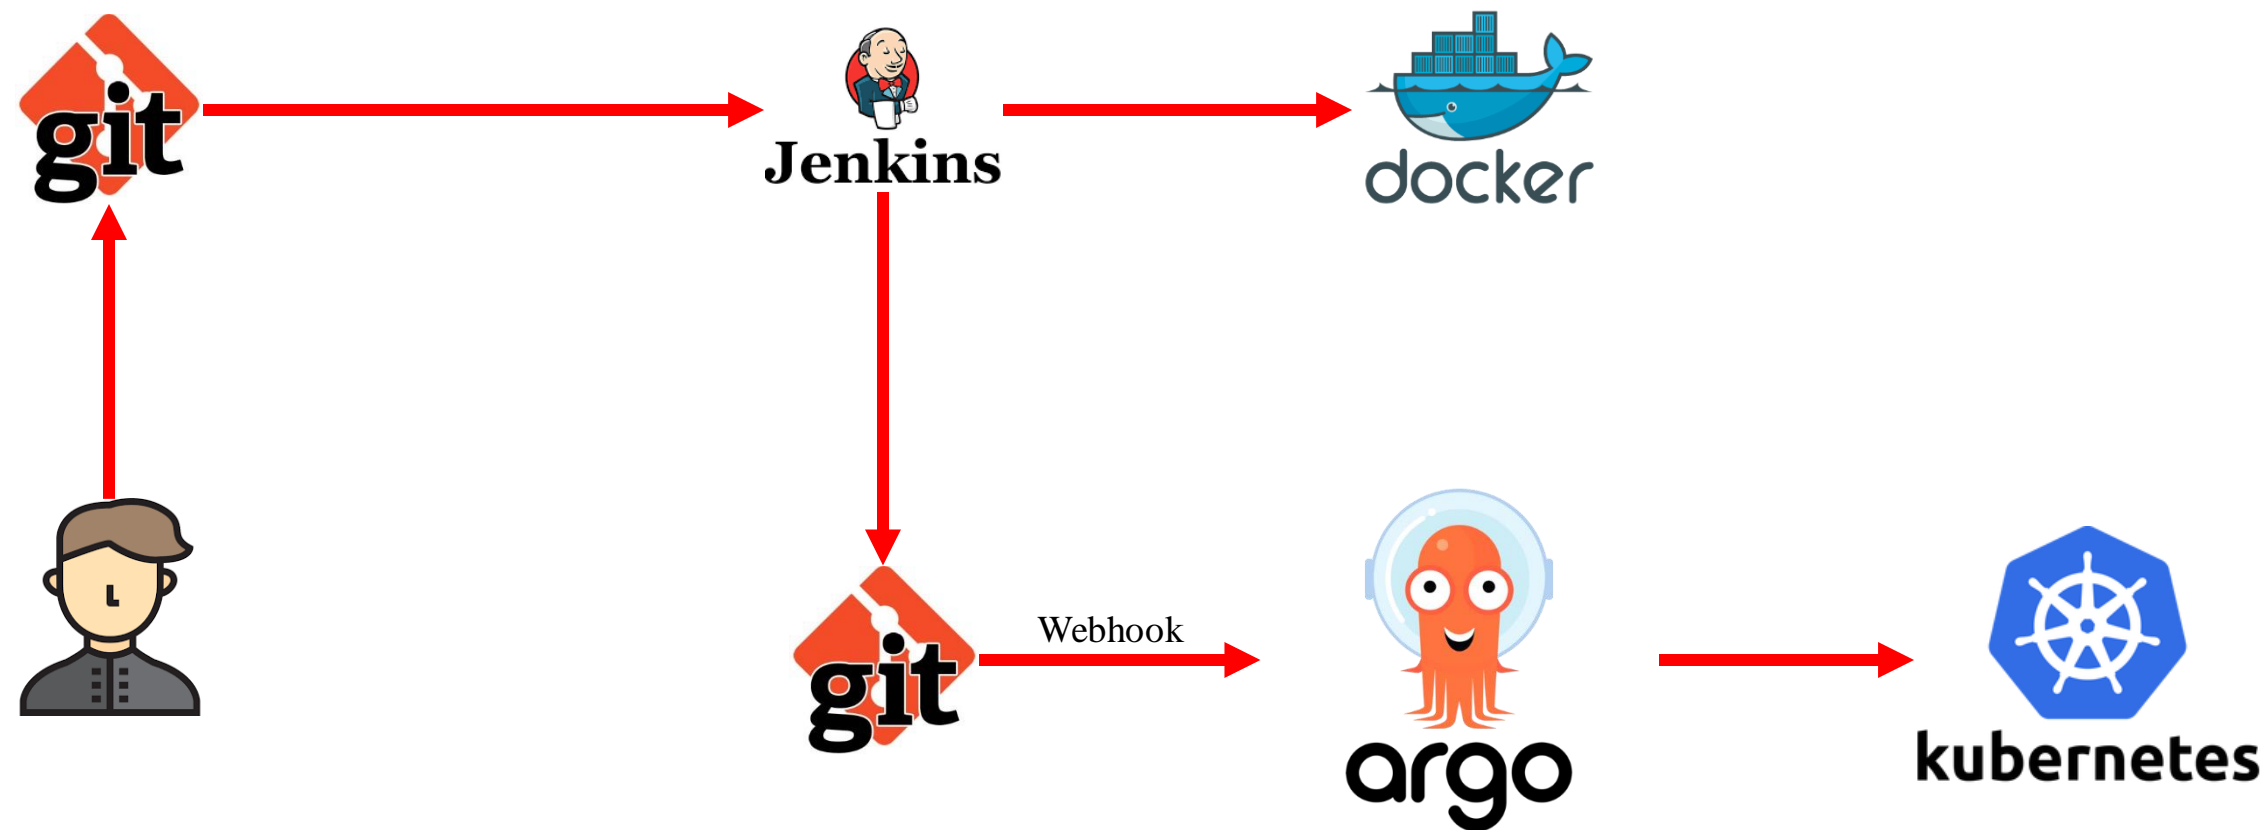 git
Jenkins
docker
git
Webhook
argo
kubernetes